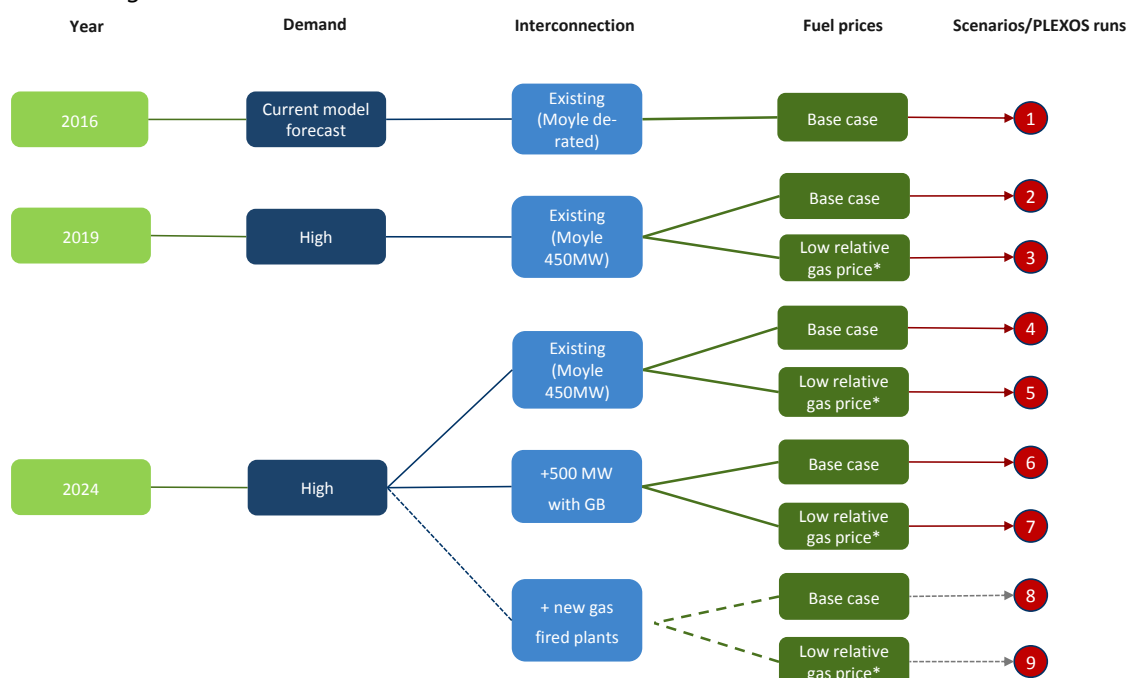 Year
Demand
Interconnection
Fuel prices
Scenarios/PLEXOS runs
2016
Current model
forecast
Existing
(Moyle de-
rated)
Base case
1
2019
High
Existing
(Moyle
450MW)
Base case
2
Low relative
gas price*
3
2024
High
Existing
(Moyle
450MW)
Base case
4
Low relative
gas price*
5
+500 MW
with GB
Base case
6
Low relative
gas price*
7
+ new gas
fired plants
Base case
8
Low relative
gas price*
9